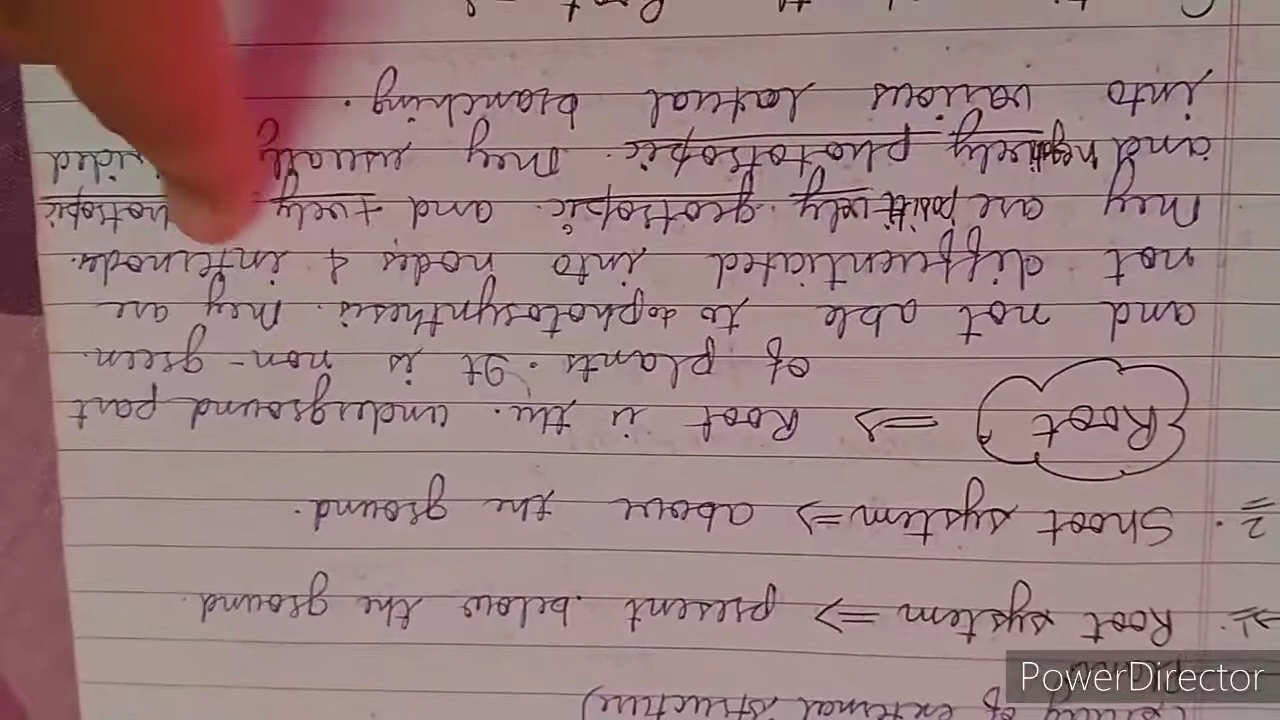 (study of external structure)
plants
→ 1. Root system => present below the ground.
2. Shoot system => above the ground.
Root => Root is the underground part
of plants. It is non-green.
and not able to do photosynthesis. They are
not differentiated into nodes & internodes.
They are positively geotropic and +vely
and negatively phototropic. They usually
into various lateral branching.
PowerDirector